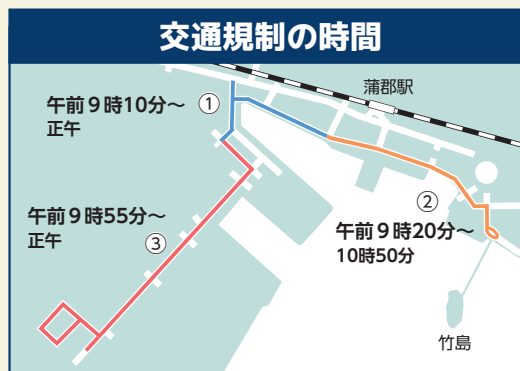 交通規制の時間
蒲郡駅
午前9時10分～
正午
①
午前9時55分～
正午
③
②
午前9時20分～
10時50分
竹島